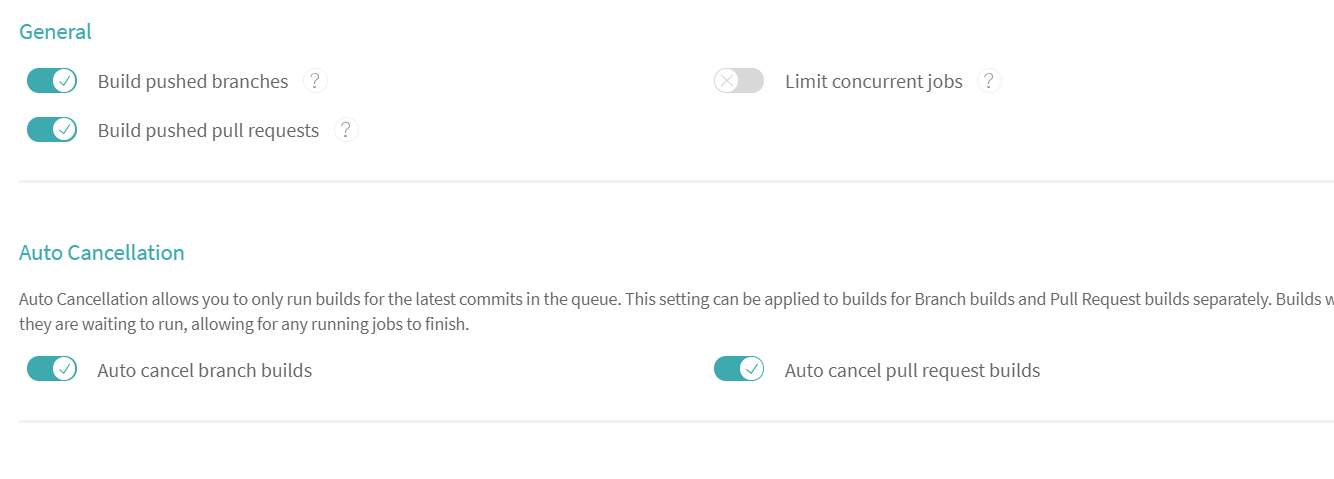 General
Build pushed branches ?
Limit concurrent jobs ?
Build pushed pull requests ?
Auto Cancellation
Auto Cancellation allows you to only run builds for the latest commits in the queue. This setting can be applied to builds for Branch builds and Pull Request builds separately. Builds
they are waiting to run, allowing for any running jobs to finish.
Auto cancel branch builds
Auto cancel pull request builds